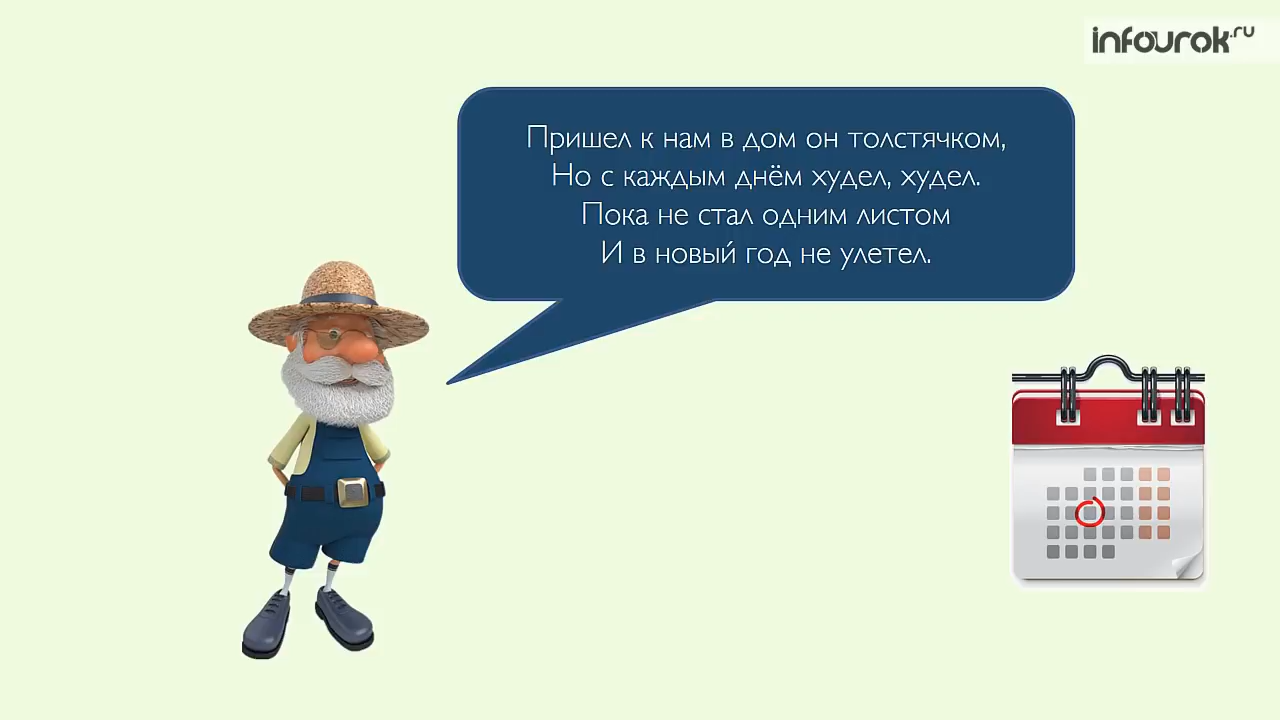 infourok.ru
Пришел к нам в дом он толстячком,
Но с каждым днём худел, худел.
Пока не стал одним листом
И в новый год не улетел.